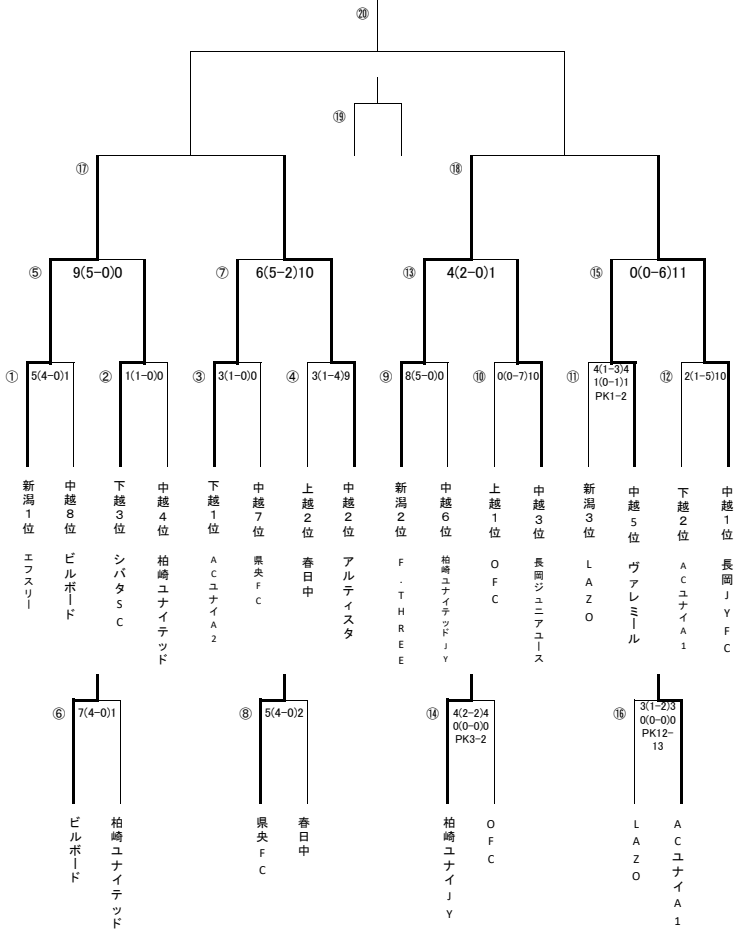 ⑳
⑲
⑰
⑱
⑤
9(5-0)0
⑦
6(5-2)10
⑬
4(2-0)1
⑮
0(0-6)11
①
5(4-0)1
②
1(1-0)0
③
3(1-0)0
④
3(1-4)9
⑨
8(5-0)0
⑩
0(0-7)10
⑪
4(1-3)4
1(0-1)1
PK1-2
⑫
2(1-5)10
新潟1位 エフスリー
中越8位 ビルボード
下越3位 シバタSC
中越4位 柏崎ユナイテッド
下越1位 ACユナイA2
中越7位 県央FC
上越2位 春日中
中越2位 アルティスタ
新潟2位 F.THREE
中越6位 柏崎ユナイテッドJY
上越1位 OFC
中越3位 長岡ジュニアユース
新潟3位 LAZO
中越5位 ヴァレミール
下越2位 ACユナイA1
中越1位 長岡JYFC
⑥
7(4-0)1
⑧
5(4-0)2
⑭
4(2-2)4
0(0-0)0
PK3-2
⑯
3(1-2)3
0(0-0)0
PK12-
13
ビルボード
柏崎ユナイテッド
県央FC
春日中
柏崎ユナイJY
OFC
LAZO
ACユナイA1